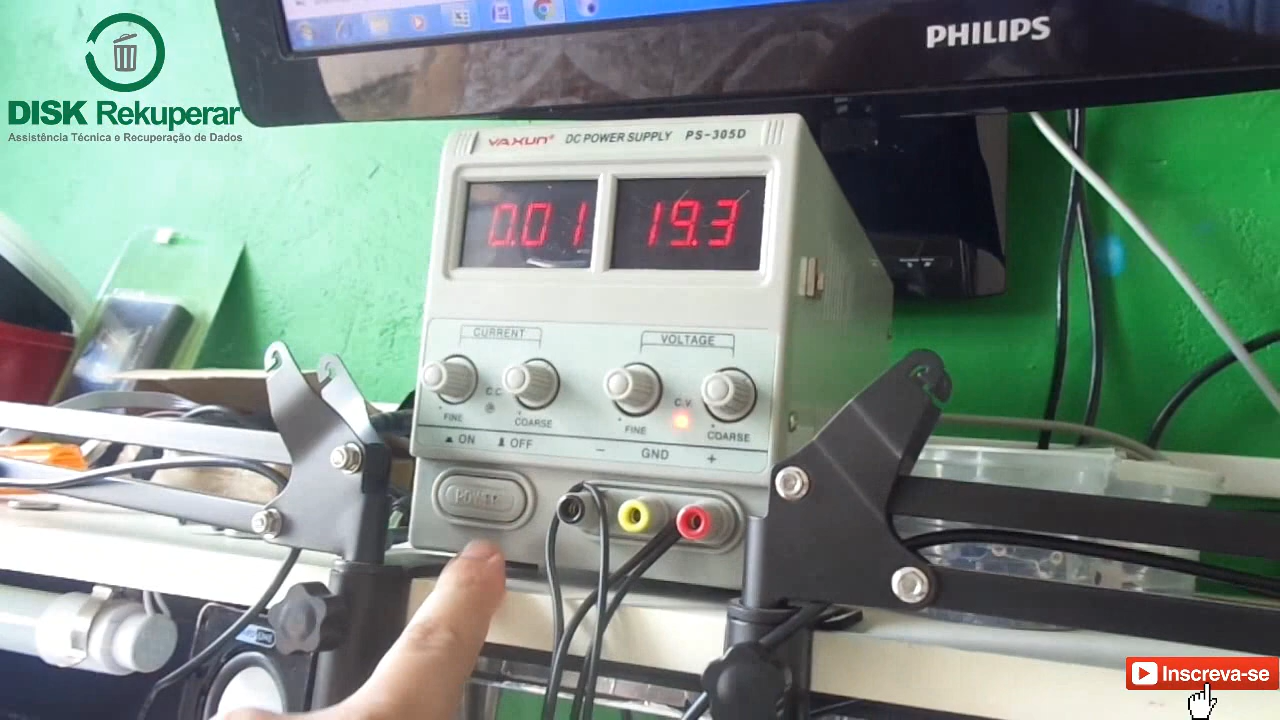 DISK Rekuperar
Assistência Técnica e Recuperação de Dados
PHILIPS
YAXUN® DC POWER SUPPLY PS-305D
0.01 19.3
CURRENT VOLTAGE
C.C C.V.
FINE COARSE FINE COARSE
ON OFF - GND +
POWER
Inscreva-se